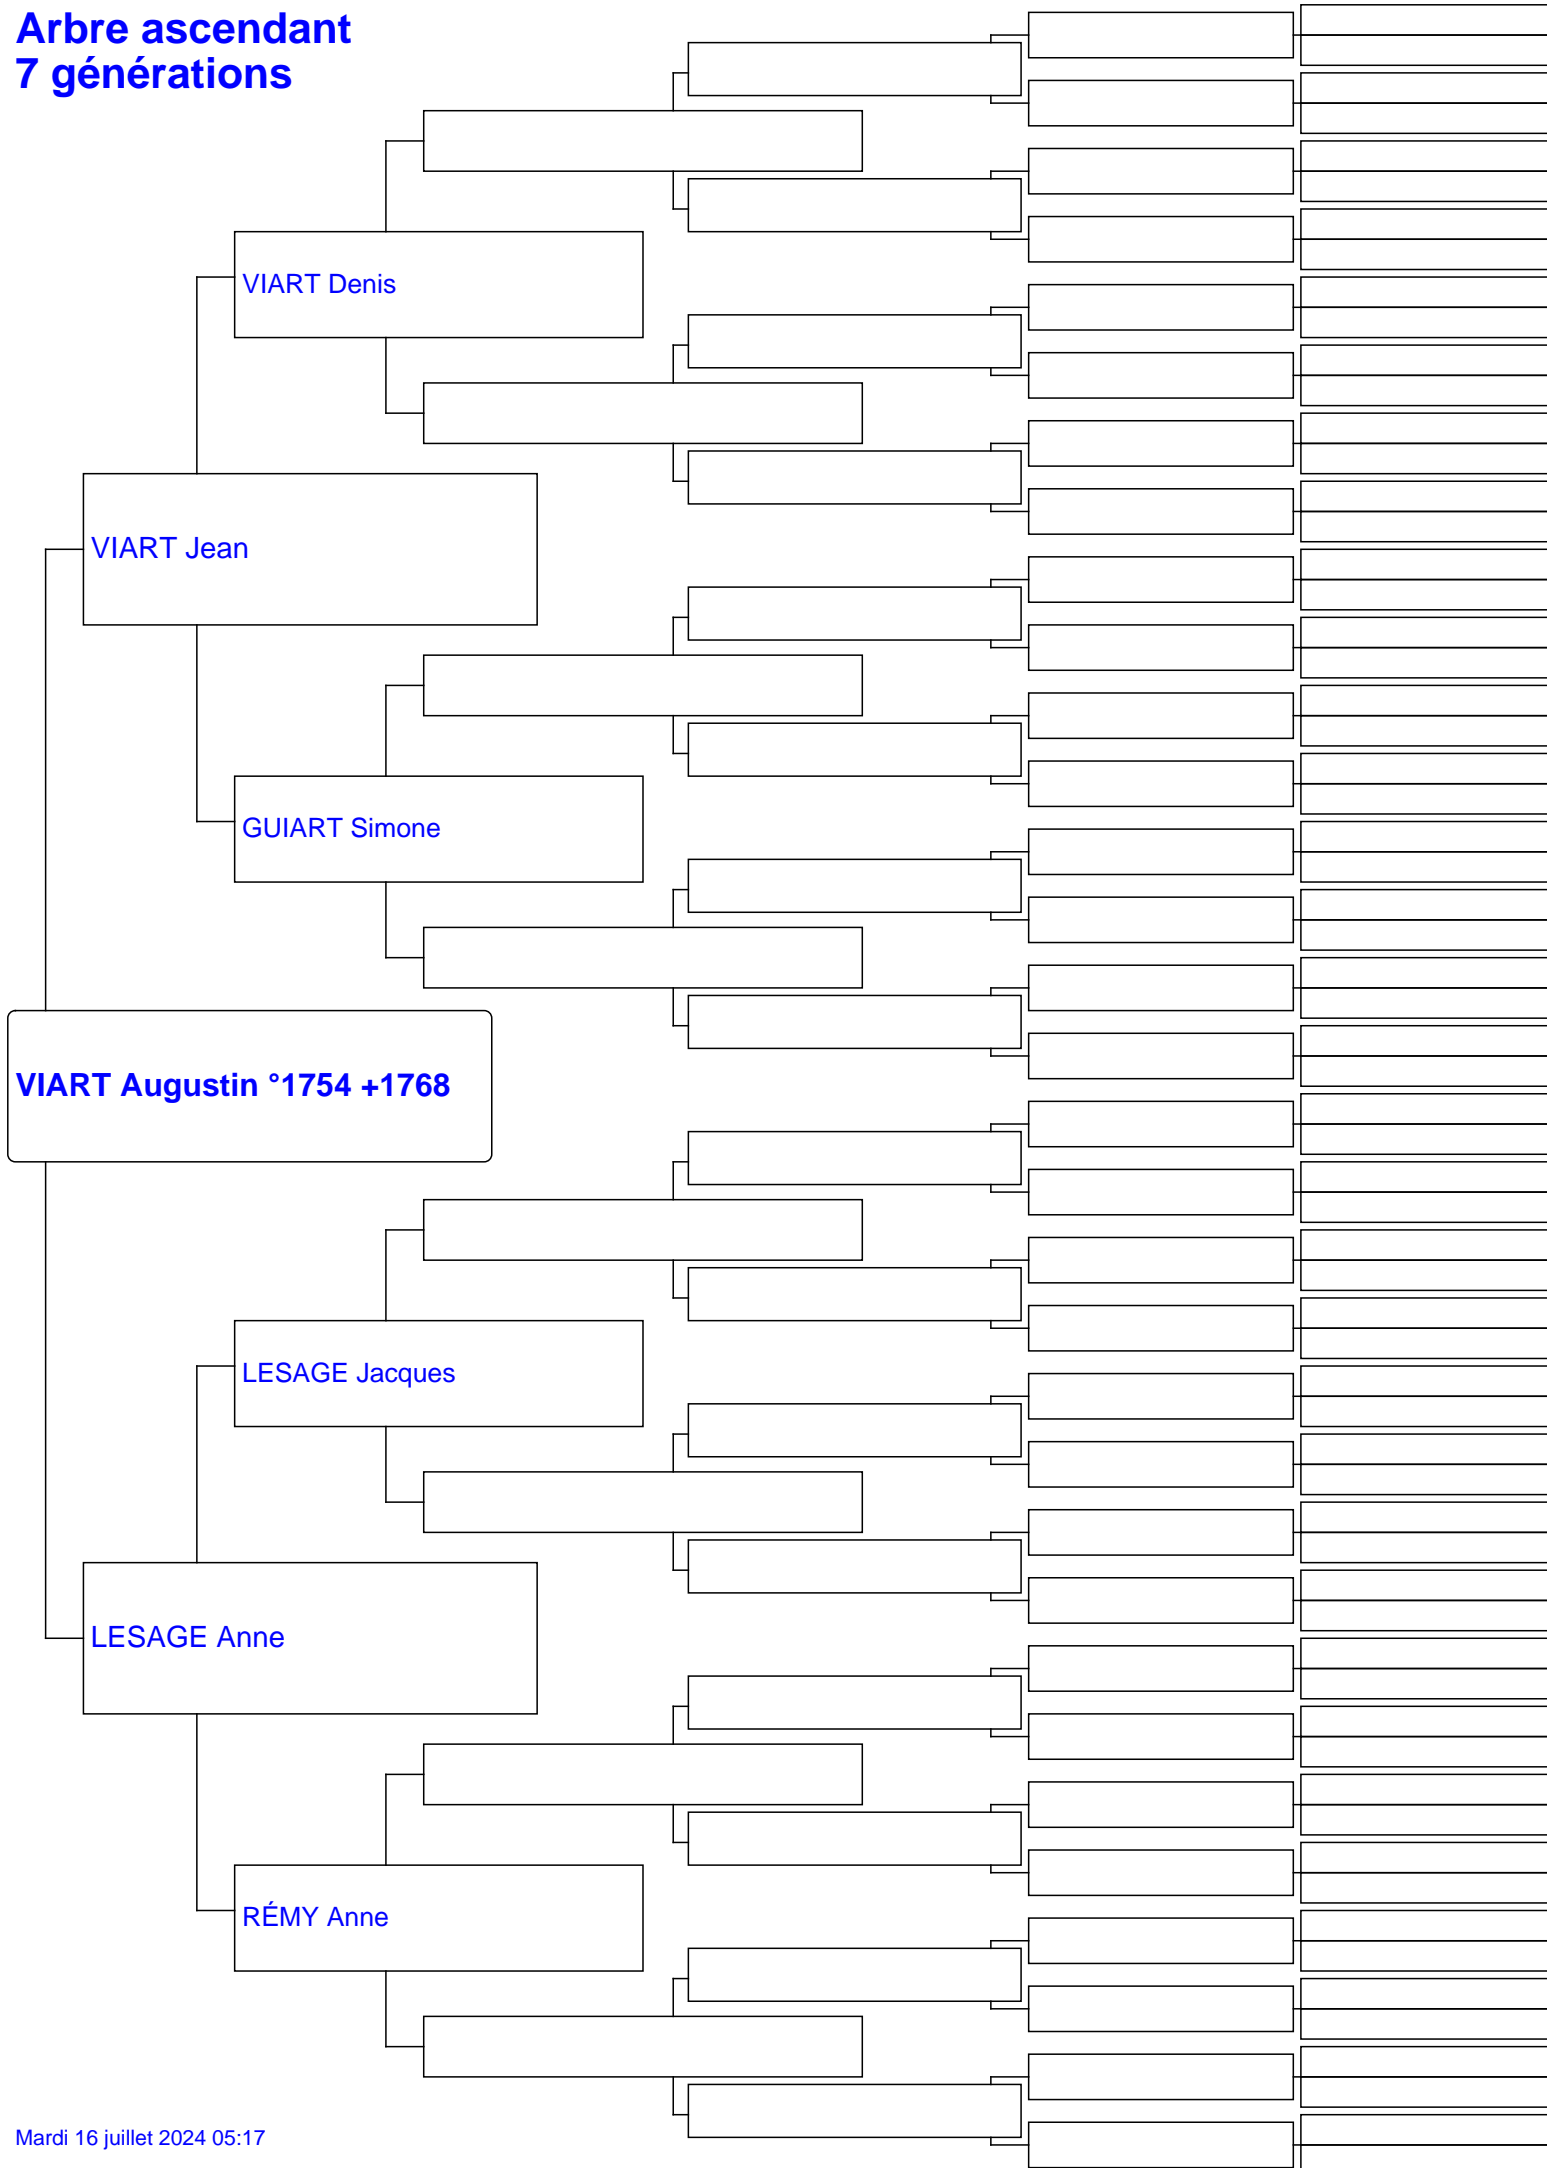 Arbre ascendant
7 générations
VIART Denis
VIART Jean
GUIART Simone
VIART Augustin °1754 +1768
LESAGE Jacques
LESAGE Anne
RÉMY Anne
Mardi 16 juillet 2024 05:17